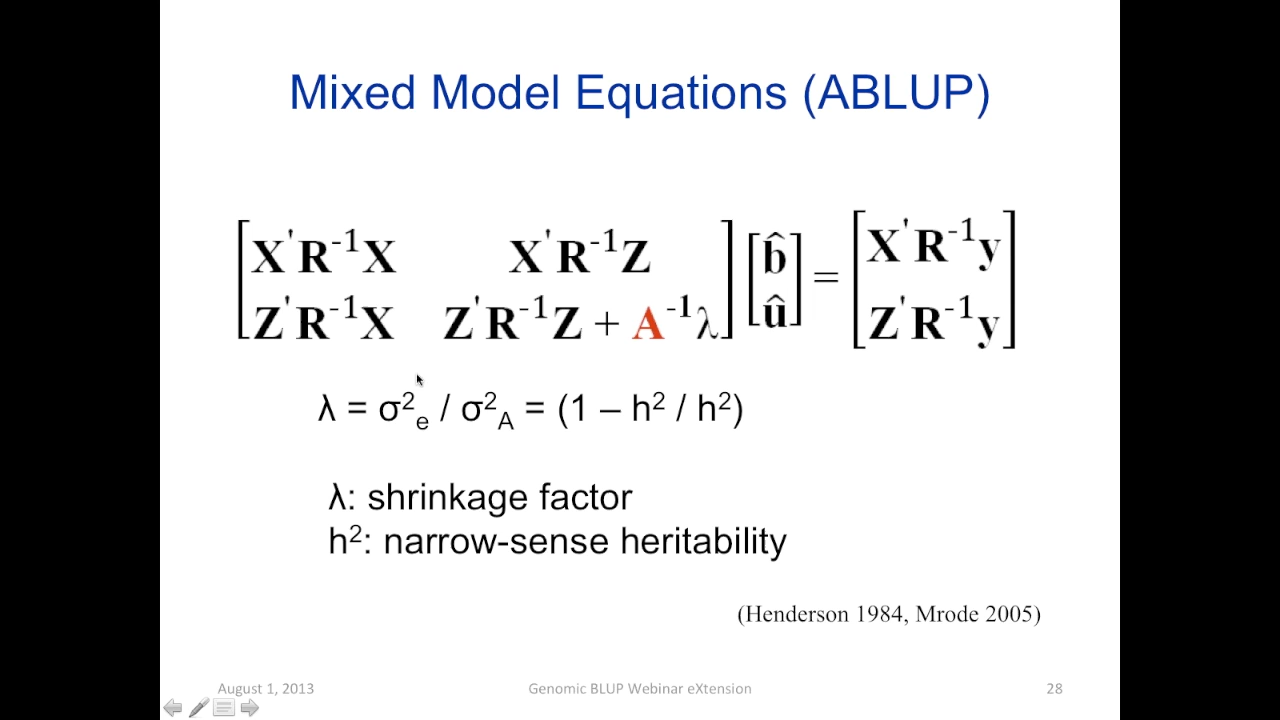 Mixed Model Equations (ABLUP)
[X'R⁻¹X X'R⁻¹Z] [b̂] = [X'R⁻¹y]
[Z'R⁻¹X Z'R⁻¹Z + A⁻¹λ] [û] [Z'R⁻¹y]
λ = σ²ₑ / σ²_A = (1 – h² / h²)
λ: shrinkage factor
h²: narrow-sense heritability
(Henderson 1984, Mrode 2005)
August 1, 2013 Genomic BLUP Webinar eXtension 28